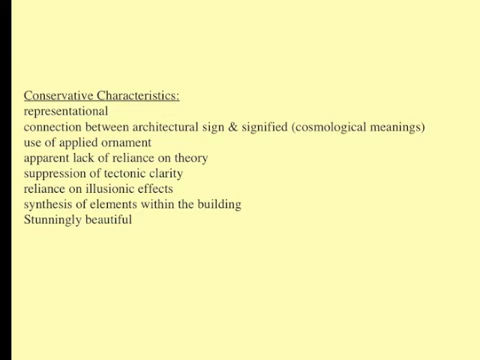 Conservative Characteristics:
representational
connection between architectural sign & signified (cosmological meanings)
use of applied ornament
apparent lack of reliance on theory
suppression of tectonic clarity
reliance on illusionic effects
synthesis of elements within the building
Stunningly beautiful